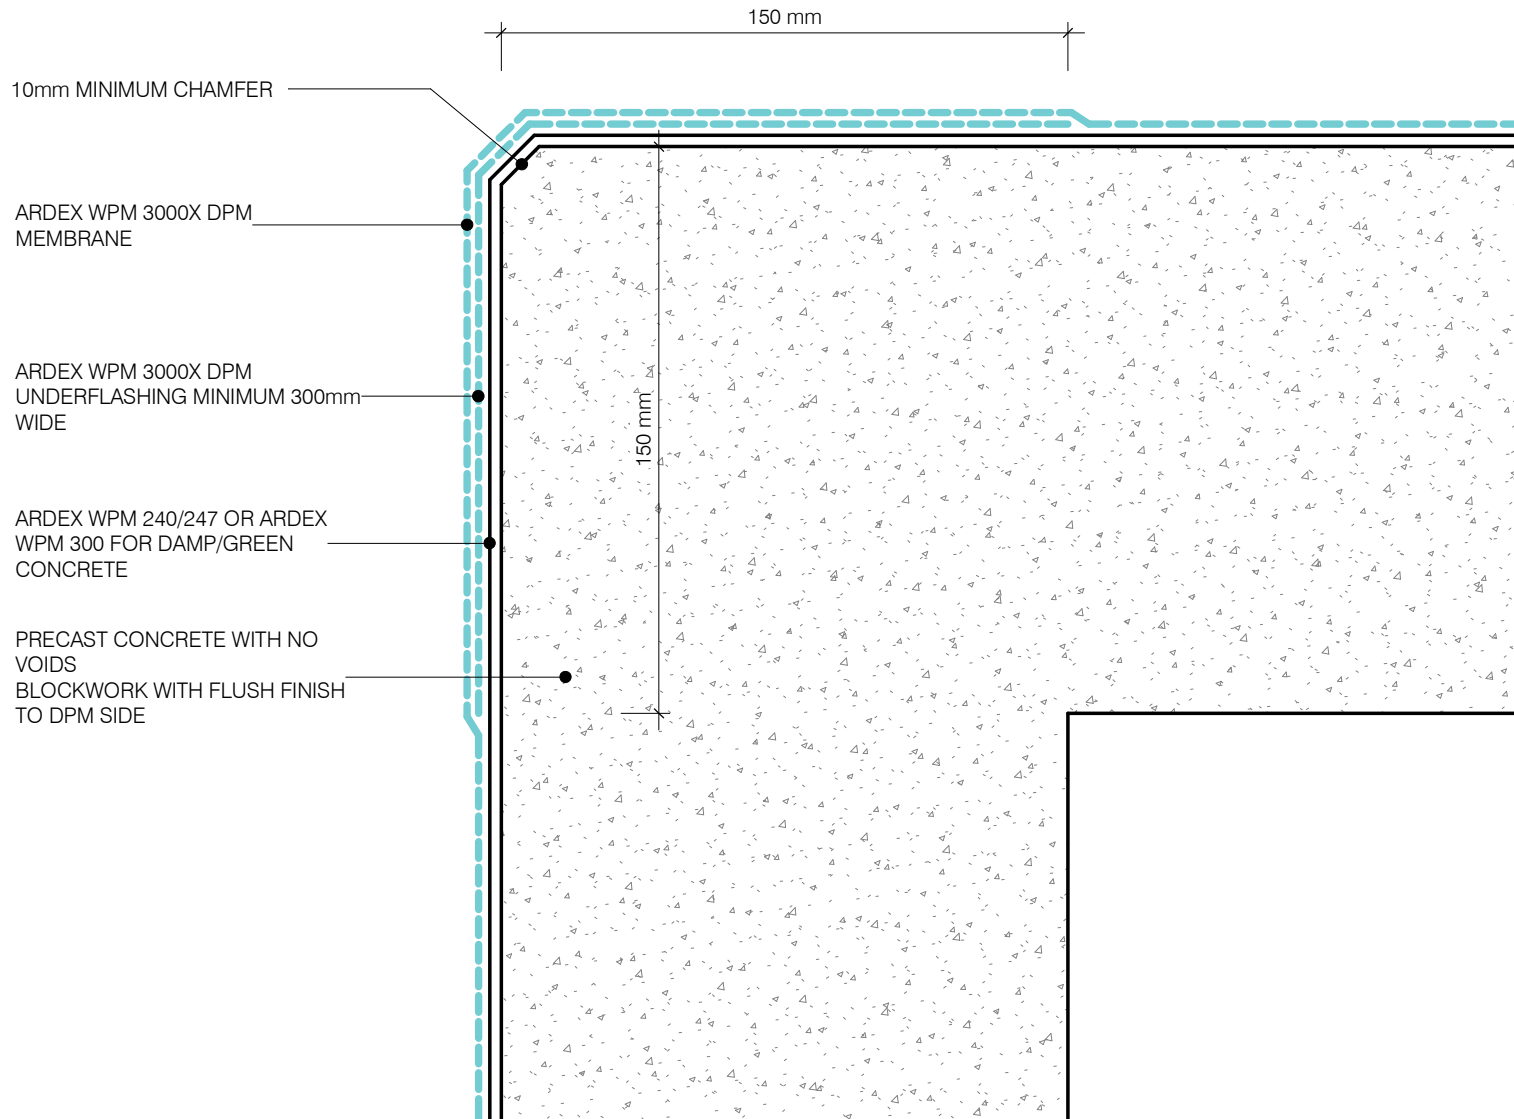 150 mm
10mm MINIMUM CHAMFER
ARDEX WPM 3000X DPM
MEMBRANE
ARDEX WPM 3000X DPM
UNDERFLASHING MINIMUM 300mm
WIDE
150 mm
ARDEX WPM 240/247 OR ARDEX
WPM 300 FOR DAMP/GREEN
CONCRETE
PRECAST CONCRETE WITH NO
VOIDS
BLOCKWORK WITH FLUSH FINISH
TO DPM SIDE